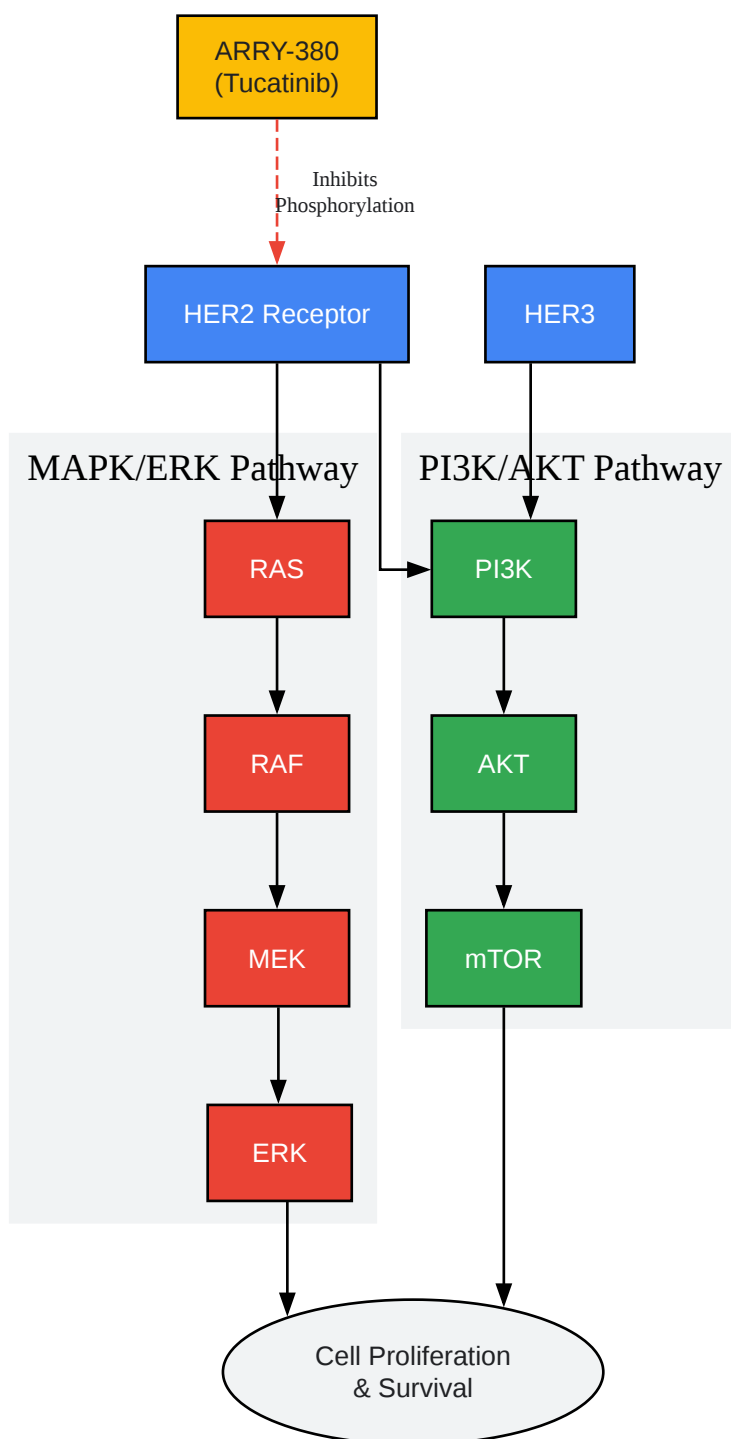 ARRY-380
(Tucatinib)
Inhibits
Phosphorylation
HER2 Receptor
HER3
MAPK/ERK Pathway
PI3K/AKT Pathway
RAS
PI3K
RAF
AKT
MEK
mTOR
ERK
Cell Proliferation
& Survival